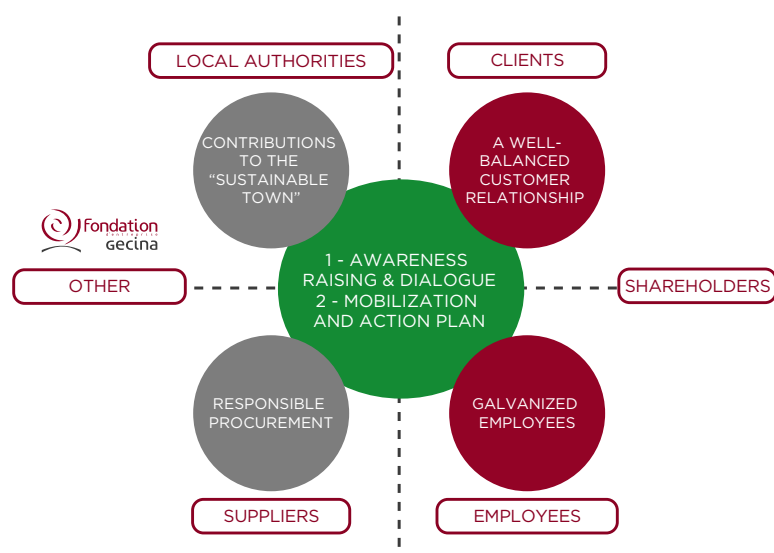 LOCAL AUTHORITIES
CLIENTS
CONTRIBUTIONS
TO THE
“SUSTAINABLE
TOWN”
A WELL-
BALANCED
CUSTOMER
RELATIONSHIP
fondation
gecina
1 - AWARENESS
RAISING & DIALOGUE
2 - MOBILIZATION
AND ACTION PLAN
OTHER
SHAREHOLDERS
RESPONSIBLE
PROCUREMENT
GALVANIZED
EMPLOYEES
SUPPLIERS
EMPLOYEES